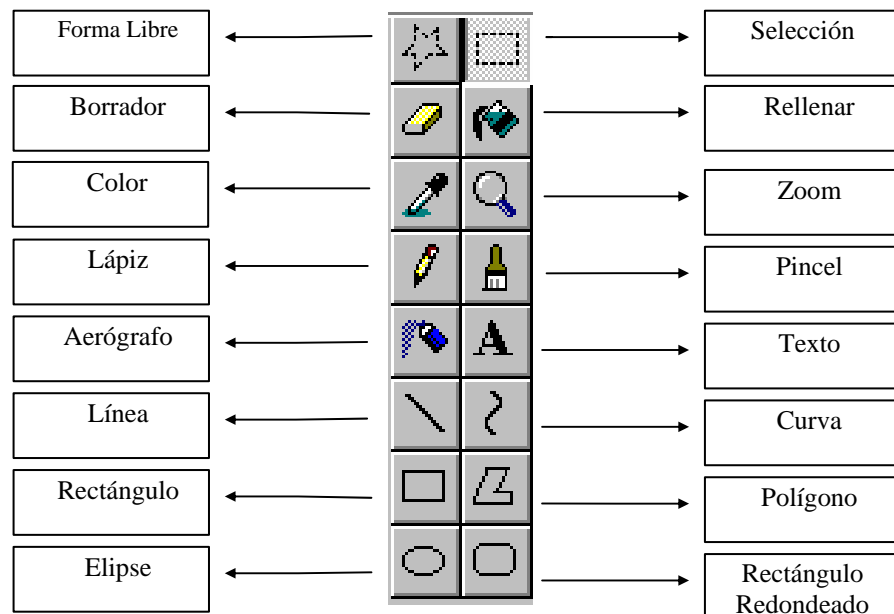 Forma Libre
Selección
Borrador
Rellenar
Color
Zoom
Lápiz
Pincel
Aerógrafo
A
Texto
Línea
Curva
Rectángulo
Polígono
Elipse
Rectángulo
Redondeado